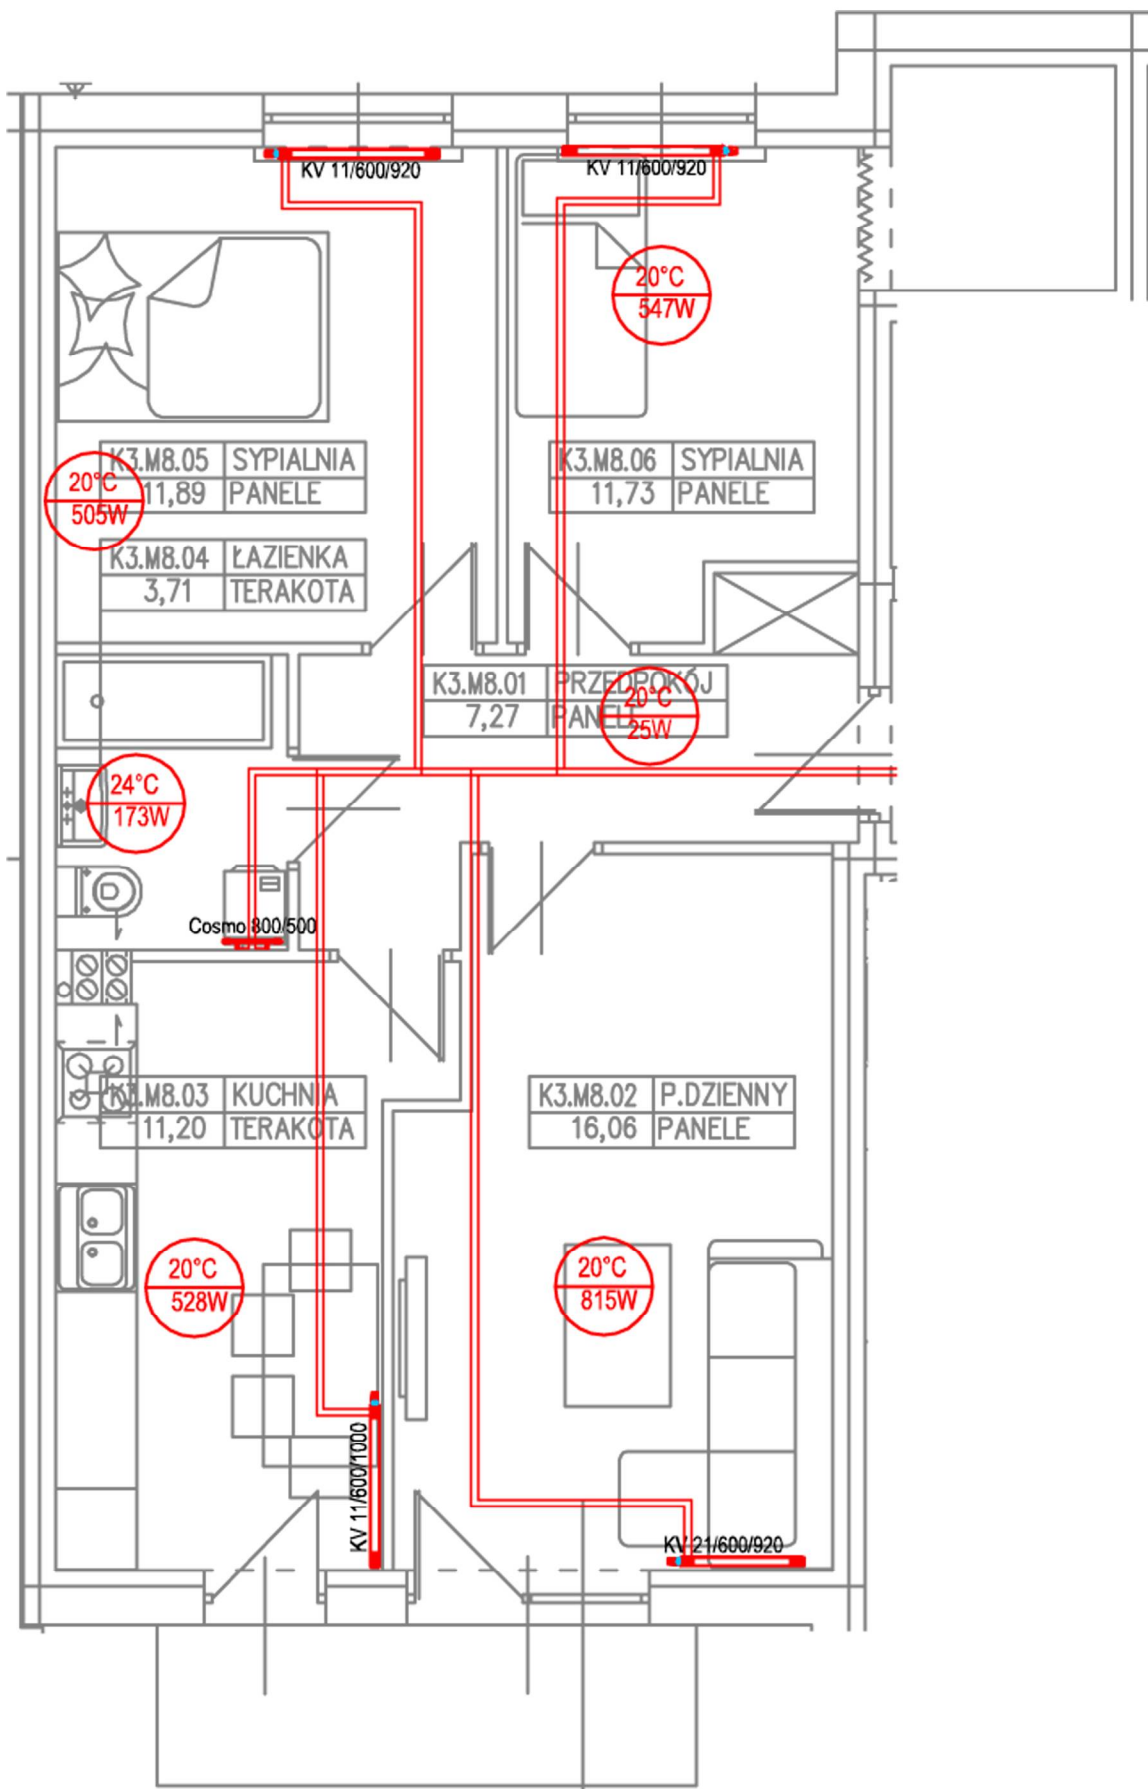 KV 11/600/920
KV 11/600/920
20°C
547W
K3.M8.05 SYPIALNIA
11,89 PANELE
20°C
505W
K3.M8.06 SYPIALNIA
11,73 PANELE
K3.M8.04 ŁAZIENKA
3,71 TERAKOTA
K3.M8.01 PRZEDPOKÓJ
7,27 PANELE
20°C
25W
24°C
173W
Cosmo 800/500
K3.M8.03 KUCHNIA
11,20 TERAKOTA
K3.M8.02 P.DZIENNY
16,06 PANELE
20°C
528W
20°C
815W
KV 11/600/1000
KV 21/600/920